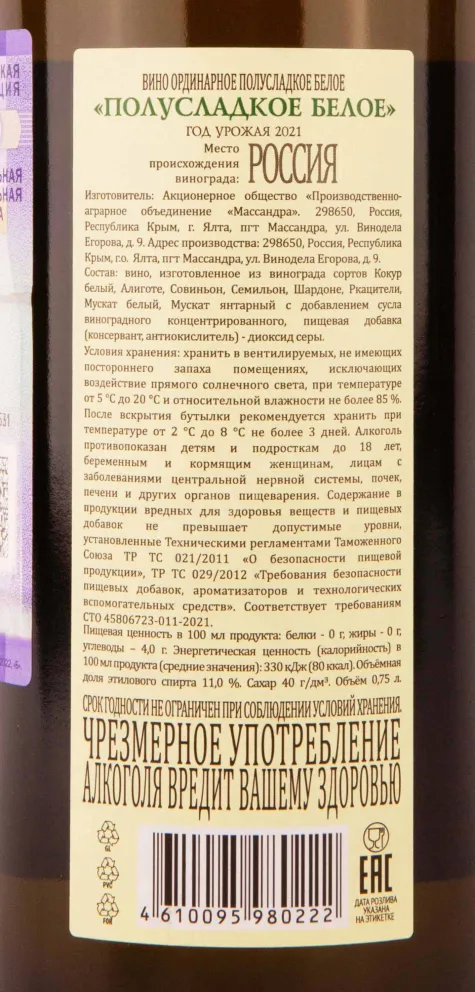 ВИНО ОРДИНАРНОЕ ПОЛУСЛАДКОЕ БЕЛОЕ
«ПОЛУСЛАДКОЕ БЕЛОЕ»
ГОД УРОЖАЯ 2021
Место происхождения винограда: РОССИЯ
Изготовитель: Акционерное общество «Производственно-
аграрное объединение «Массандра». 298650, Россия,
Республика Крым, г. Ялта, пгт Массандра, ул. Винодела
Егорова, д. 9. Адрес производства: 298650, Россия, Республика
Крым, г.о. Ялта, пгт Массандра, ул. Винодела Егорова, д. 9.
Состав: вино, изготовленное из винограда сортов Кокур
белый, Алиготе, Совиньон, Семильон, Шардоне, Ркацители,
Мускат белый, Мускат янтарный с добавлением сусла
виноградного концентрированного, пищевая добавка
(консервант, антиокислитель) - диоксид серы.
Условия хранения: хранить в вентилируемых, не имеющих
постороннего запаха помещениях, исключающих
воздействие прямого солнечного света, при температуре
от 5 °С до 20 °С и относительной влажности не более 85 %.
После вскрытия бутылки рекомендуется хранить при
температуре от 2 °С до 8 °С не более 3 дней. Алкоголь
противопоказан детям и подросткам до 18 лет,
беременным и кормящим женщинам, лицам с
заболеваниями центральной нервной системы, почек,
печени и других органов пищеварения. Содержание в
продукции вредных для здоровья веществ и пищевых
добавок не превышает допустимые уровни,
установленные Техническими регламентами Таможенного
Союза ТР ТС 021/2011 «О безопасности пищевой
продукции», ТР ТС 029/2012 «Требования безопасности
пищевых добавок, ароматизаторов и технологических
вспомогательных средств». Соответствует требованиям
СТО 45806723-011-2021.
Пищевая ценность в 100 мл продукта: белки - 0 г, жиры - 0 г,
углеводы – 4,0 г. Энергетическая ценность (калорийность) в
100 мл продукта (средние значения): 330 кДж (80 ккал). Объёмная
доля этилового спирта 11,0 %. Сахар 40 г/дм³. Объём 0,75 л.
СРОК ГОДНОСТИ НЕ ОГРАНИЧЕН ПРИ СОБЛЮДЕНИИ УСЛОВИЙ ХРАНЕНИЯ.
ЧРЕЗМЕРНОЕ УПОТРЕБЛЕНИЕ
АЛКОГОЛЯ ВРЕДИТ ВАШЕМУ ЗДОРОВЬЮ
GL
PVC
FOR
4 610095 980222
EAC
ДАТА РОЗЛИВА
УКАЗАНА
НА ЭТИКЕТКЕ
531